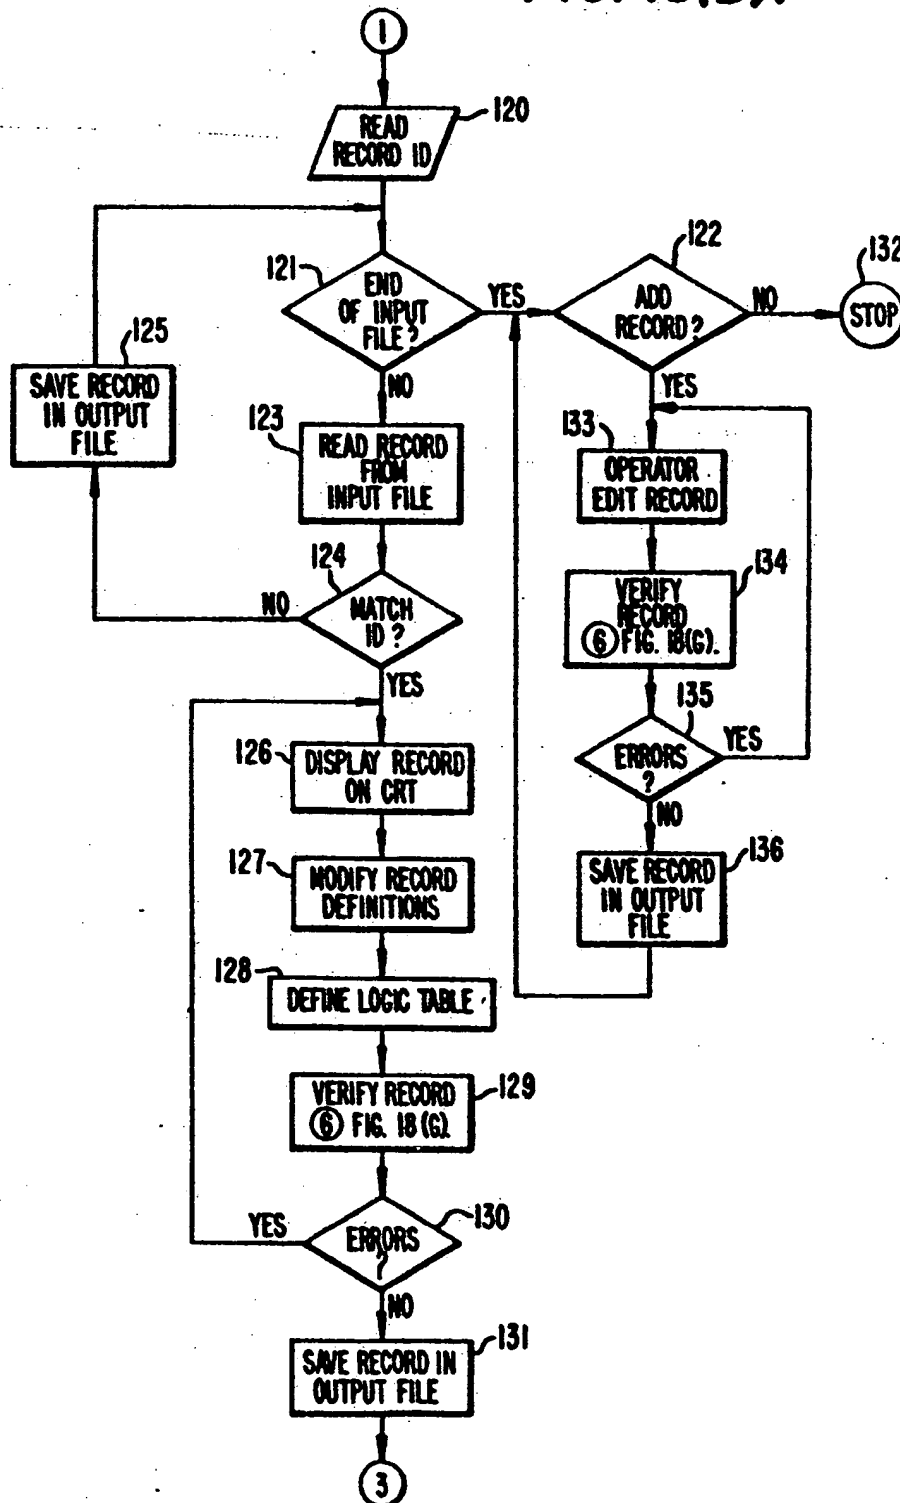 1
READ
RECORD ID
120
121
END
OF INPUT
FILE?
YES
NO
122
ADD
RECORD?
NO
YES
132
STOP
125
SAVE RECORD
IN OUTPUT
FILE
123
READ RECORD
FROM
INPUT FILE
133
OPERATOR
EDIT RECORD
124
MATCH
ID?
NO
YES
134
VERIFY
RECORD
6 FIG. 18(G).
135
ERRORS
?
YES
NO
126
DISPLAY RECORD
ON CRT
127
MODIFY RECORD
DEFINITIONS
136
SAVE RECORD
IN OUTPUT
FILE
128
DEFINE LOGIC TABLE
129
VERIFY RECORD
6 FIG. 18(G)
130
ERRORS
?
YES
NO
131
SAVE RECORD IN
OUTPUT FILE
3